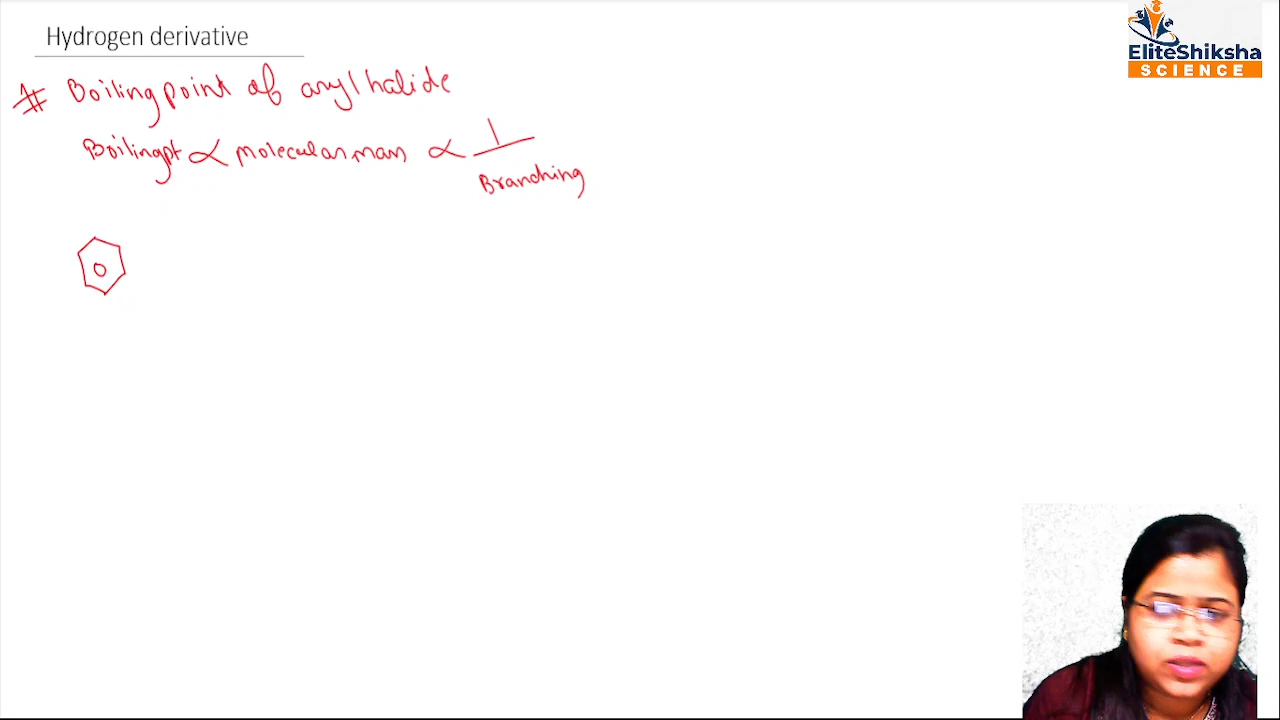 Hydrogen derivative
EliteShiksha
SCIENCE
# Boiling point of aryl halide
Boiling pt ∝ molecular mass ∝ 1
Branching